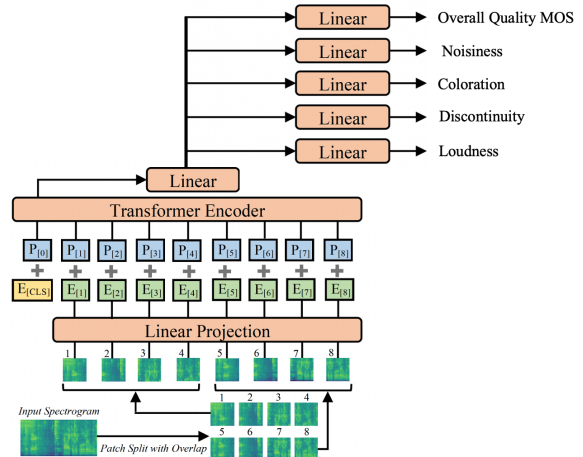 Linear Overall Quality MOS
Linear Noisiness
Linear Coloration
Linear Discontinuity
Linear Loudness
Linear
Transformer Encoder
P[0] P[1] P[2] P[3] P[4] P[5] P[6] P[7] P[8]
+ + + + + + + + +
E[CLS] E[1] E[2] E[3] E[4] E[5] E[6] E[7] E[8]
Linear Projection
1 2 3 4 5 6 7 8
1 2 3 4
Input Spectrogram
5 6 7 8
Patch Split with Overlap